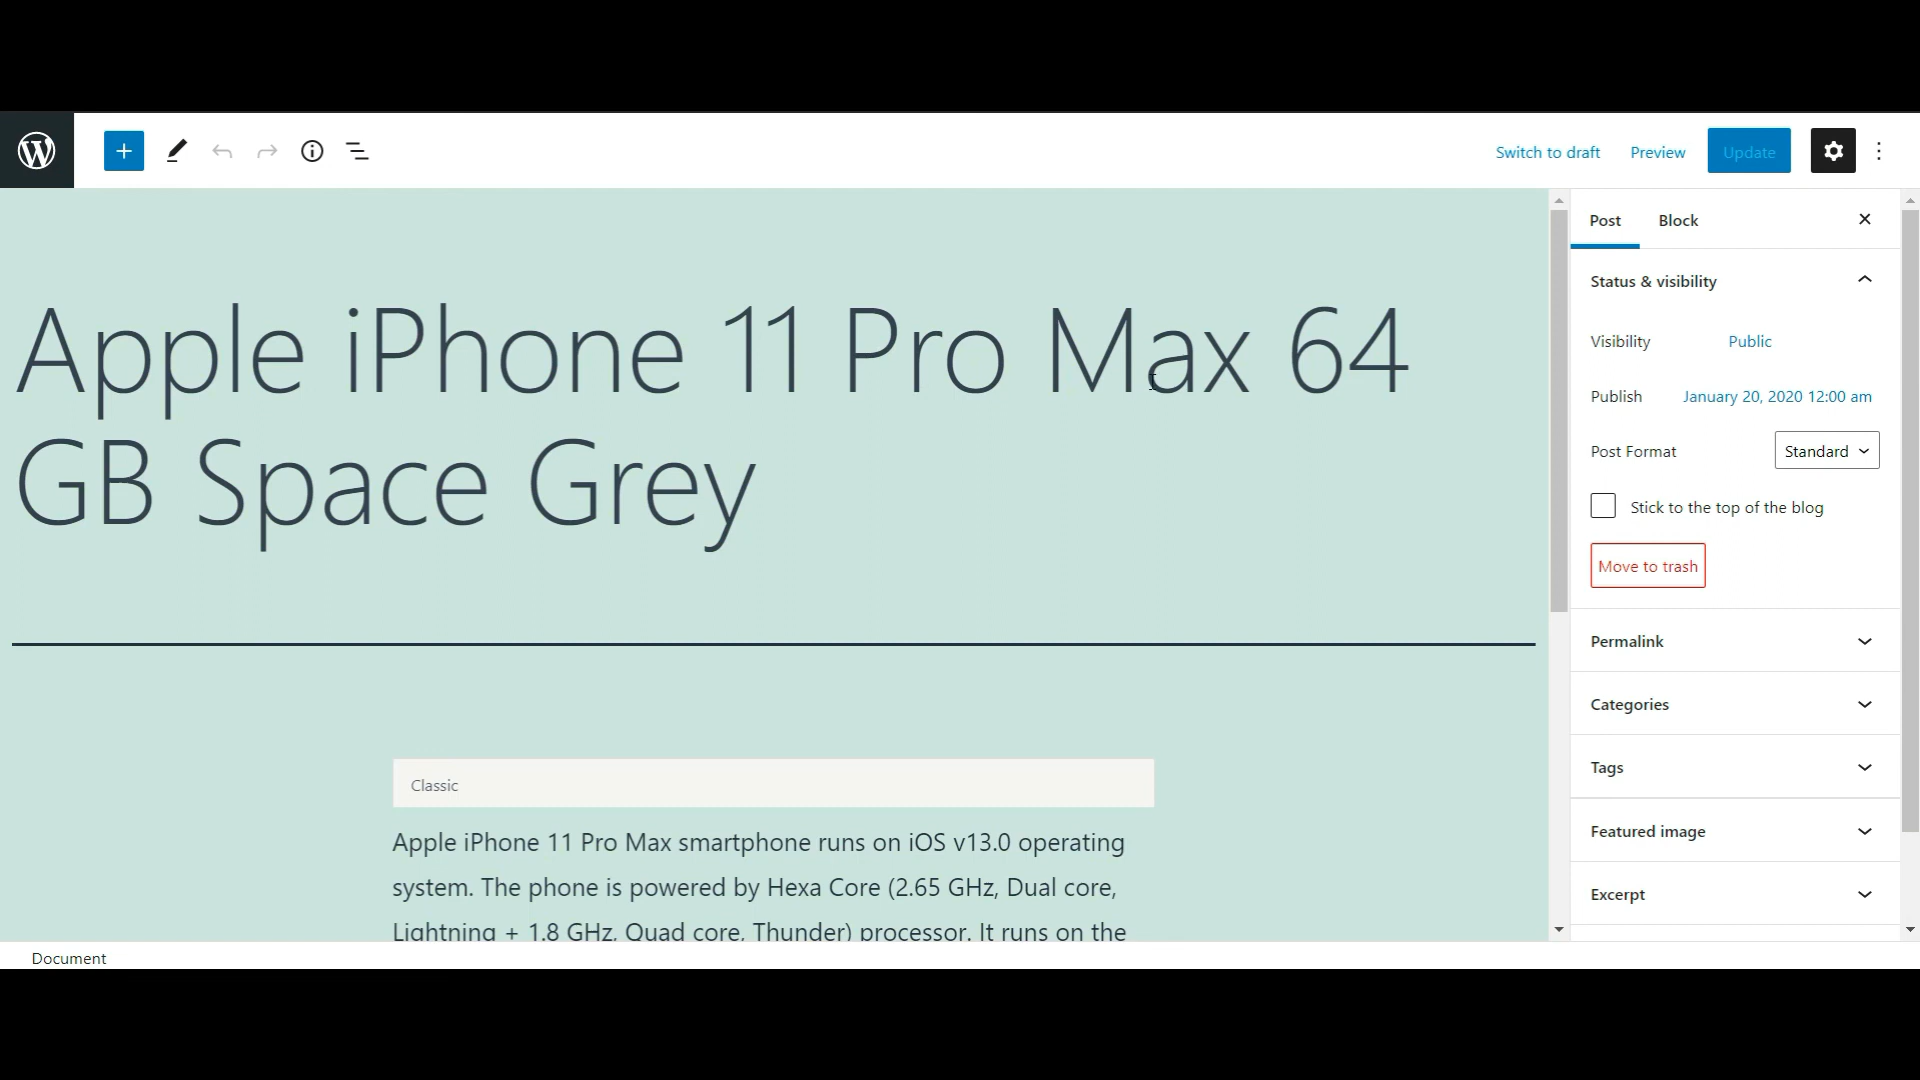 Switch to draft
Preview
Update
Post
Block
Status & visibility
Visibility
Public
Publish
January 20, 2020 12:00 am
Post Format
Standard
Stick to the top of the blog
Move to trash
Permalink
Categories
Tags
Featured image
Excerpt
Apple iPhone 11 Pro Max 64
GB Space Grey
Classic
Apple iPhone 11 Pro Max smartphone runs on iOS v13.0 operating
system. The phone is powered by Hexa Core (2.65 GHz, Dual core,
Lightning + 1.8 GHz, Quad core, Thunder) processor. It runs on the
Document